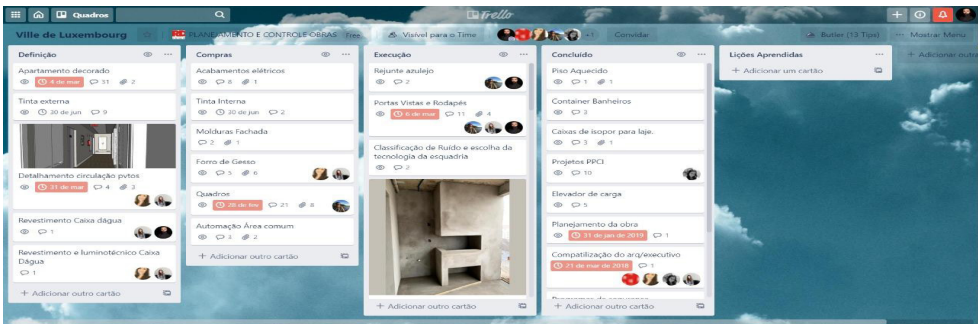 Quadros
Trello
Ville de Luxembourg
PLANEJAMENTO E CONTROLE OBRAS Free
Visível para o Time
+1
Convidar
Butler (13 Tips)
Mostrar Menu
Definição
Apartamento decorado
4 de mar 31 2
Tinta externa
30 de jun 9
Detalhamento circulação pvtos
31 de mar 4 3
Revestimento Caixa dágua
1
Revestimento e luminotécnico Caixa
Dágua
1
+ Adicionar outro cartão
Compras
Acabamentos elétricos
8 1
Tinta Interna
30 de jun 2
Molduras Fachada
2 1
Forro de Gesso
5 6
Quadros
28 de fev 21 8
Automação Área comum
3 2
+ Adicionar outro cartão
Execução
Rejunte azulejo
2
Portas Vistas e Rodapés
6 de mar 11 4
Classificação de Ruído e escolha da
tecnologia da esquadria
2
+ Adicionar outro cartão
Concluído
Piso Aquecido
1 1
Container Banheiros
2
Caixas de isopor para laje.
3 1
Projetos PPCI
10
Elevador de carga
5
Planejamento da obra
31 de jan de 2019 1
Compatilização do arq/executivo
21 de mar de 2018 1
+ Adicionar outro cartão
Lições Aprendidas
+ Adicionar um cartão
+ Adicionar outra